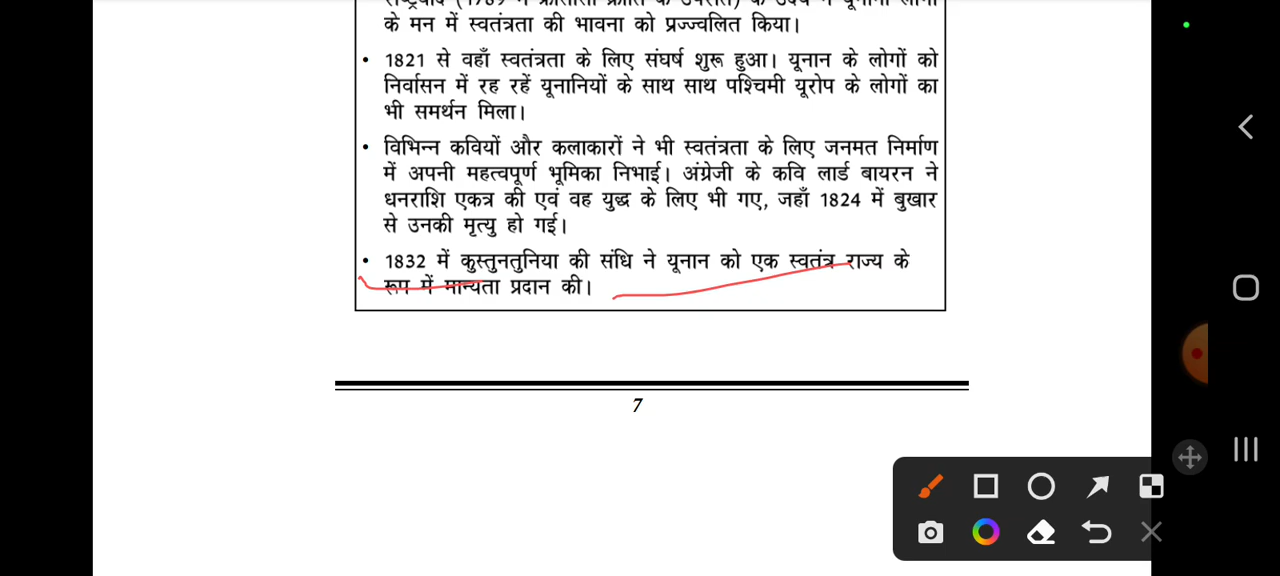 के मन में स्वतंत्रता की भावना को प्रज्ज्वलित किया।
• 1821 से वहाँ स्वतंत्रता के लिए संघर्ष शुरू हुआ। यूनान के लोगों को
निर्वासन में रह रहें यूनानियों के साथ साथ पश्चिमी यूरोप के लोगों का
भी समर्थन मिला।
• विभिन्न कवियों और कलाकारों ने भी स्वतंत्रता के लिए जनमत निर्माण
में अपनी महत्वपूर्ण भूमिका निभाई। अंग्रेजी के कवि लार्ड बायरन ने
धनराशि एकत्र की एवं वह युद्ध के लिए भी गए, जहाँ 1824 में बुखार
से उनकी मृत्यु हो गई।
• 1832 में कुस्तुनतुनिया की संधि ने यूनान को एक स्वतंत्र राज्य के
रूप में मान्यता प्रदान की।
7